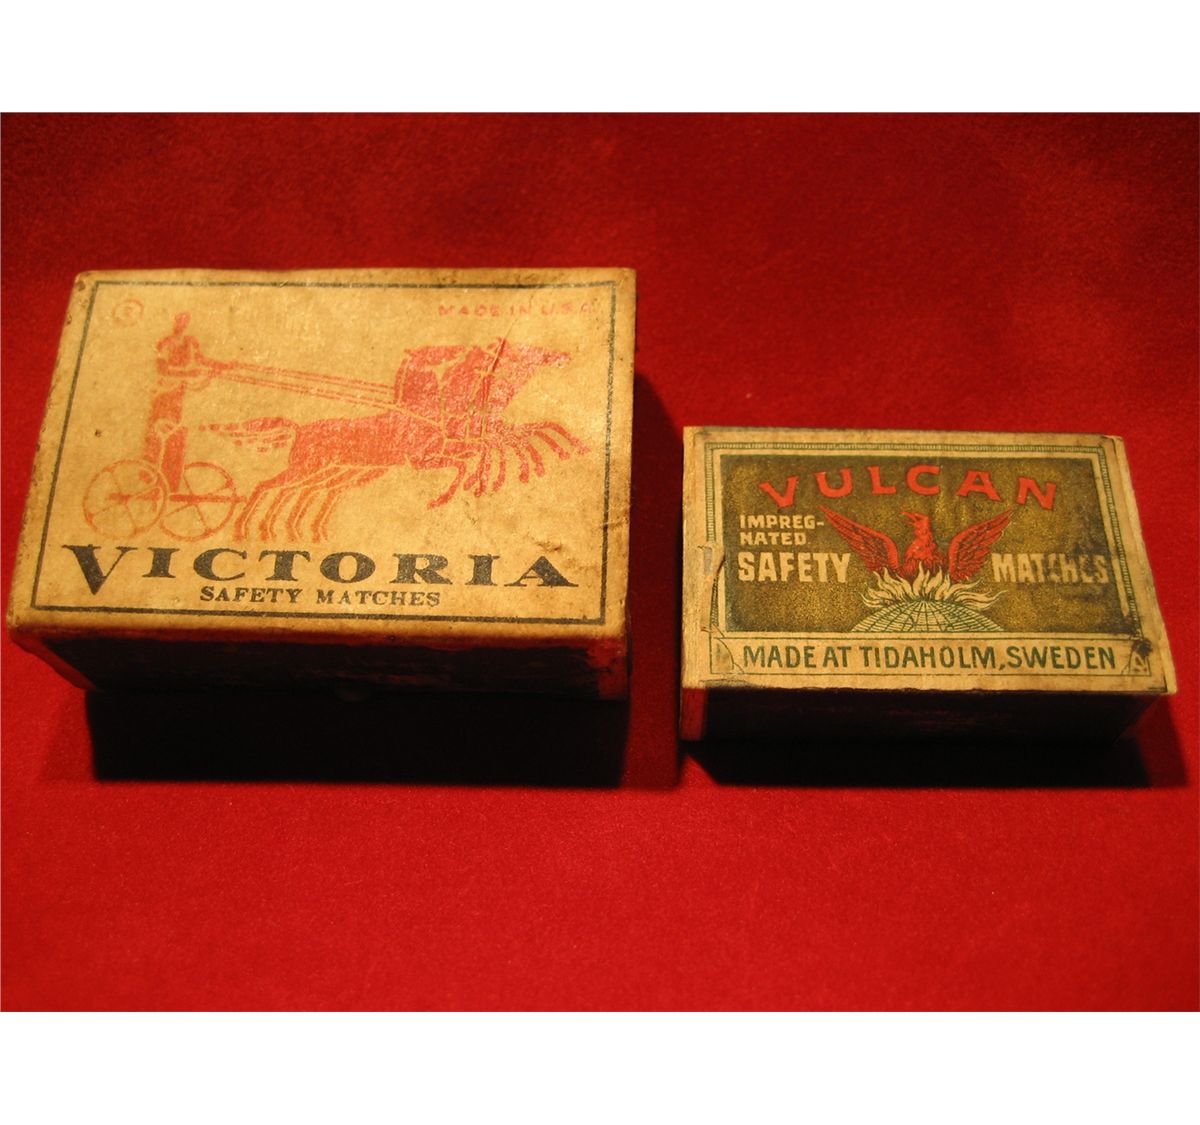 ®
MADE IN U.S.A.
VICTORIA
SAFETY MATCHES
VULCAN
IMPREG-
NATED
SAFETY MATCHES
MADE AT TIDAHOLM, SWEDEN